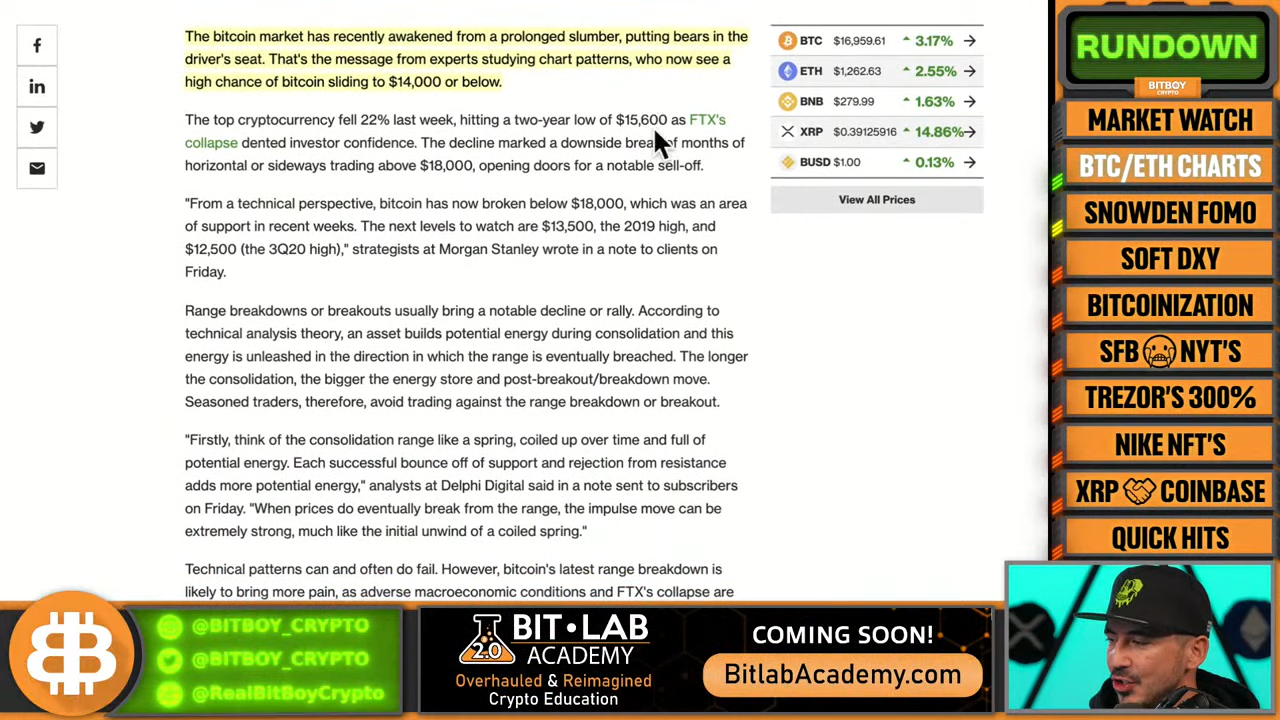 The bitcoin market has recently awakened from a prolonged slumber, putting bears in the
driver's seat. That's the message from experts studying chart patterns, who now see a
high chance of bitcoin sliding to $14,000 or below.
The top cryptocurrency fell 22% last week, hitting a two-year low of $15,600 as FTX's
collapse dented investor confidence. The decline marked a downside break of months of
horizontal or sideways trading above $18,000, opening doors for a notable sell-off.
"From a technical perspective, bitcoin has now broken below $18,000, which was an area
of support in recent weeks. The next levels to watch are $13,500, the 2019 high, and
$12,500 (the 3Q20 high)," strategists at Morgan Stanley wrote in a note to clients on
Friday.
Range breakdowns or breakouts usually bring a notable decline or rally. According to
technical analysis theory, an asset builds potential energy during consolidation and this
energy is unleashed in the direction in which the range is eventually breached. The longer
the consolidation, the bigger the energy store and post-breakout/breakdown move.
Seasoned traders, therefore, avoid trading against the range breakdown or breakout.
"Firstly, think of the consolidation range like a spring, coiled up over time and full of
potential energy. Each successful bounce off of support and rejection from resistance
adds more potential energy," analysts at Delphi Digital said in a note sent to subscribers
on Friday. "When prices do eventually break from the range, the impulse move can be
extremely strong, much like the initial unwind of a coiled spring."
Technical patterns can and often do fail. However, bitcoin's latest range breakdown is
likely to bring more pain, as adverse macroeconomic conditions and FTX's collapse are
BTC $16,959.61 3.17%
ETH $1,262.63 2.55%
BNB $279.99 1.63%
XRP $0.39125916 14.86%
BUSD $1.00 0.13%
View All Prices
RUNDOWN
BITBOY
CRYPTO
MARKET WATCH
BTC/ETH CHARTS
SNOWDEN FOMO
SOFT DXY
BITCOINIZATION
SFB NYT'S
TREZOR'S 300%
NIKE NFT'S
XRP COINBASE
QUICK HITS
@BITBOY_CRYPTO
@BITBOY_CRYPTO
@RealBitBoyCrypto
2.0 BIT•LAB
ACADEMY
Overhauled & Reimagined
Crypto Education
COMING SOON!
BitlabAcademy.com